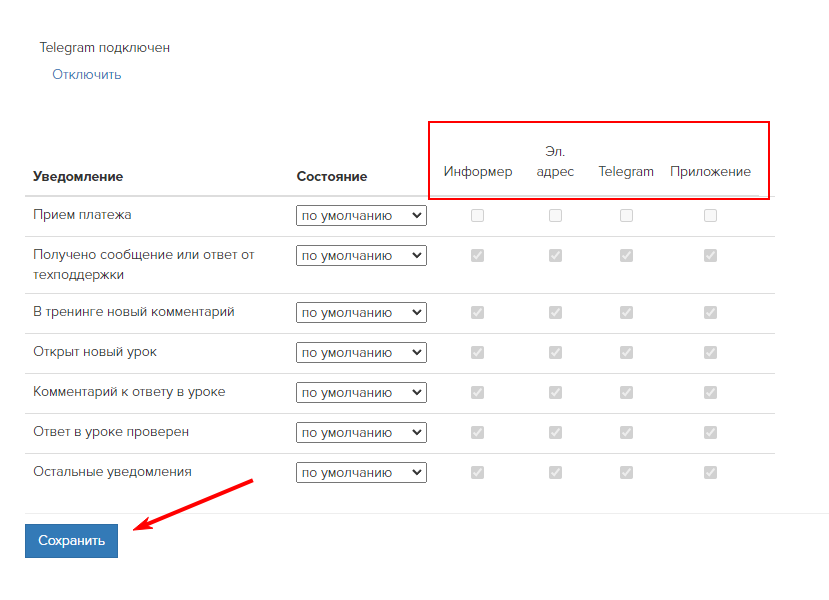 Telegram подключен
Отключить
Эл.
Уведомление Состояние Информер адрес Telegram Приложение
Прием платежа по умолчанию
Получено сообщение или ответ от по умолчанию
техподдержки
В тренинге новый комментарий по умолчанию
Открыт новый урок по умолчанию
Комментарий к ответу в уроке по умолчанию
Ответ в уроке проверен по умолчанию
Остальные уведомления по умолчанию
Сохранить